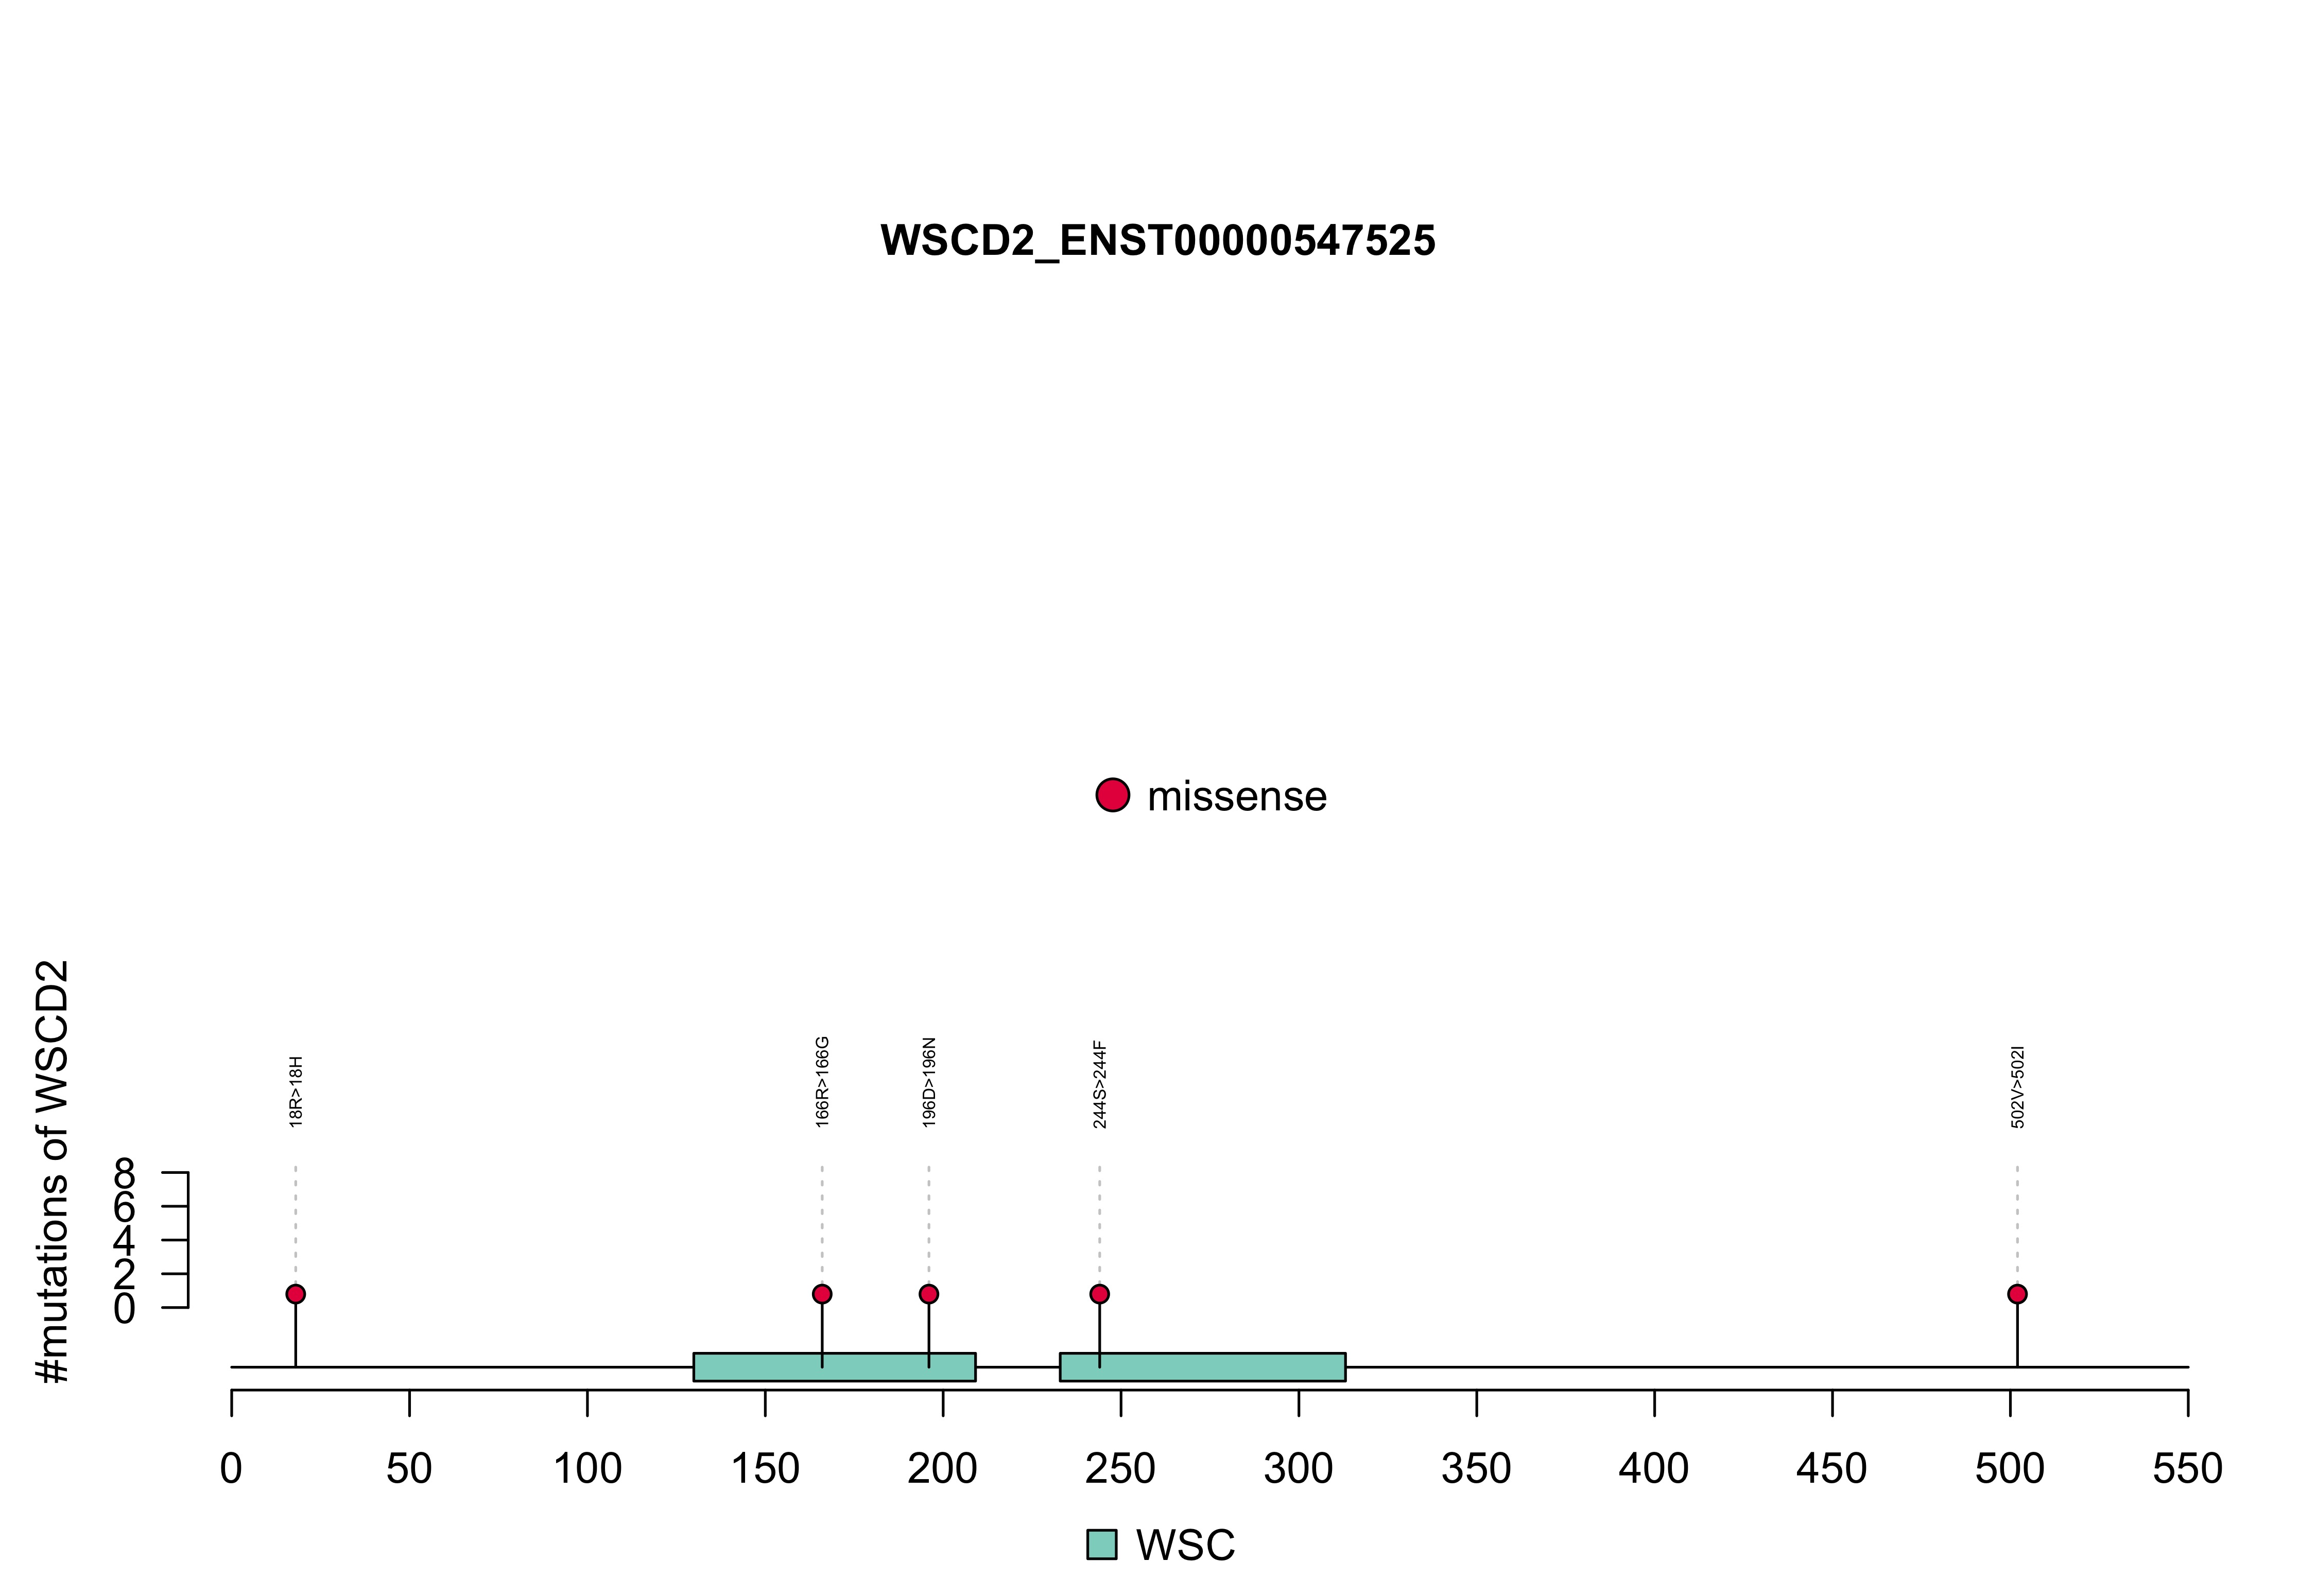 WSCD2_ENST00000547525
missense
#mutations of WSCD2
18R>18H
166R>166G
196D>196N
244S>244F
502V>502I
8
6
4
2
0
0 50 100 150 200 250 300 350 400 450 500 550
WSC